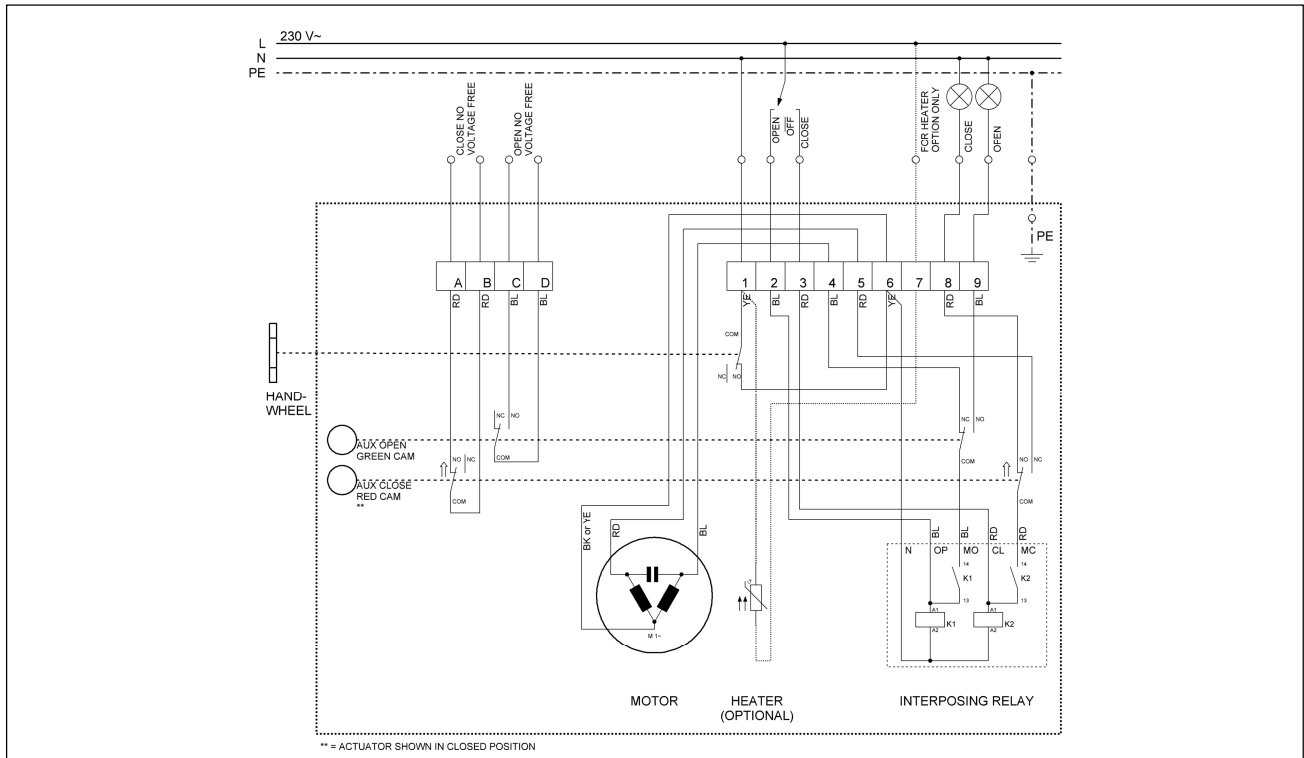 230 V~
L
N
PE
CLOSE NO
VOLTAGE FREE
OPEN NO
VOLTAGE FREE
OPEN
OFF
CLOSE
FCR HEATER
OFTION ONLY
CLOSE
OFEN
PE
A B C D
1 2 3 4 5 6 7 8 9
RD RD BL BL
YE BL RD BL RD YE RD BL
COM
NC NO
HAND-
WHEEL
NC NO
COM
NC NO
COM
AUX OPEN
GREEN CAM
NO NC
COM
NO NC
COM
AUX CLOSE
RED CAM
**
BK or YE
RD
BL
BL BL RD RD
N OP MO CL MC
14
K1
13
14
K2
13
A1
K1
A2
A1
K2
A2
M 1~
MOTOR
HEATER
(OPTIONAL)
INTERPOSING RELAY
** = ACTUATOR SHOWN IN CLOSED POSITION